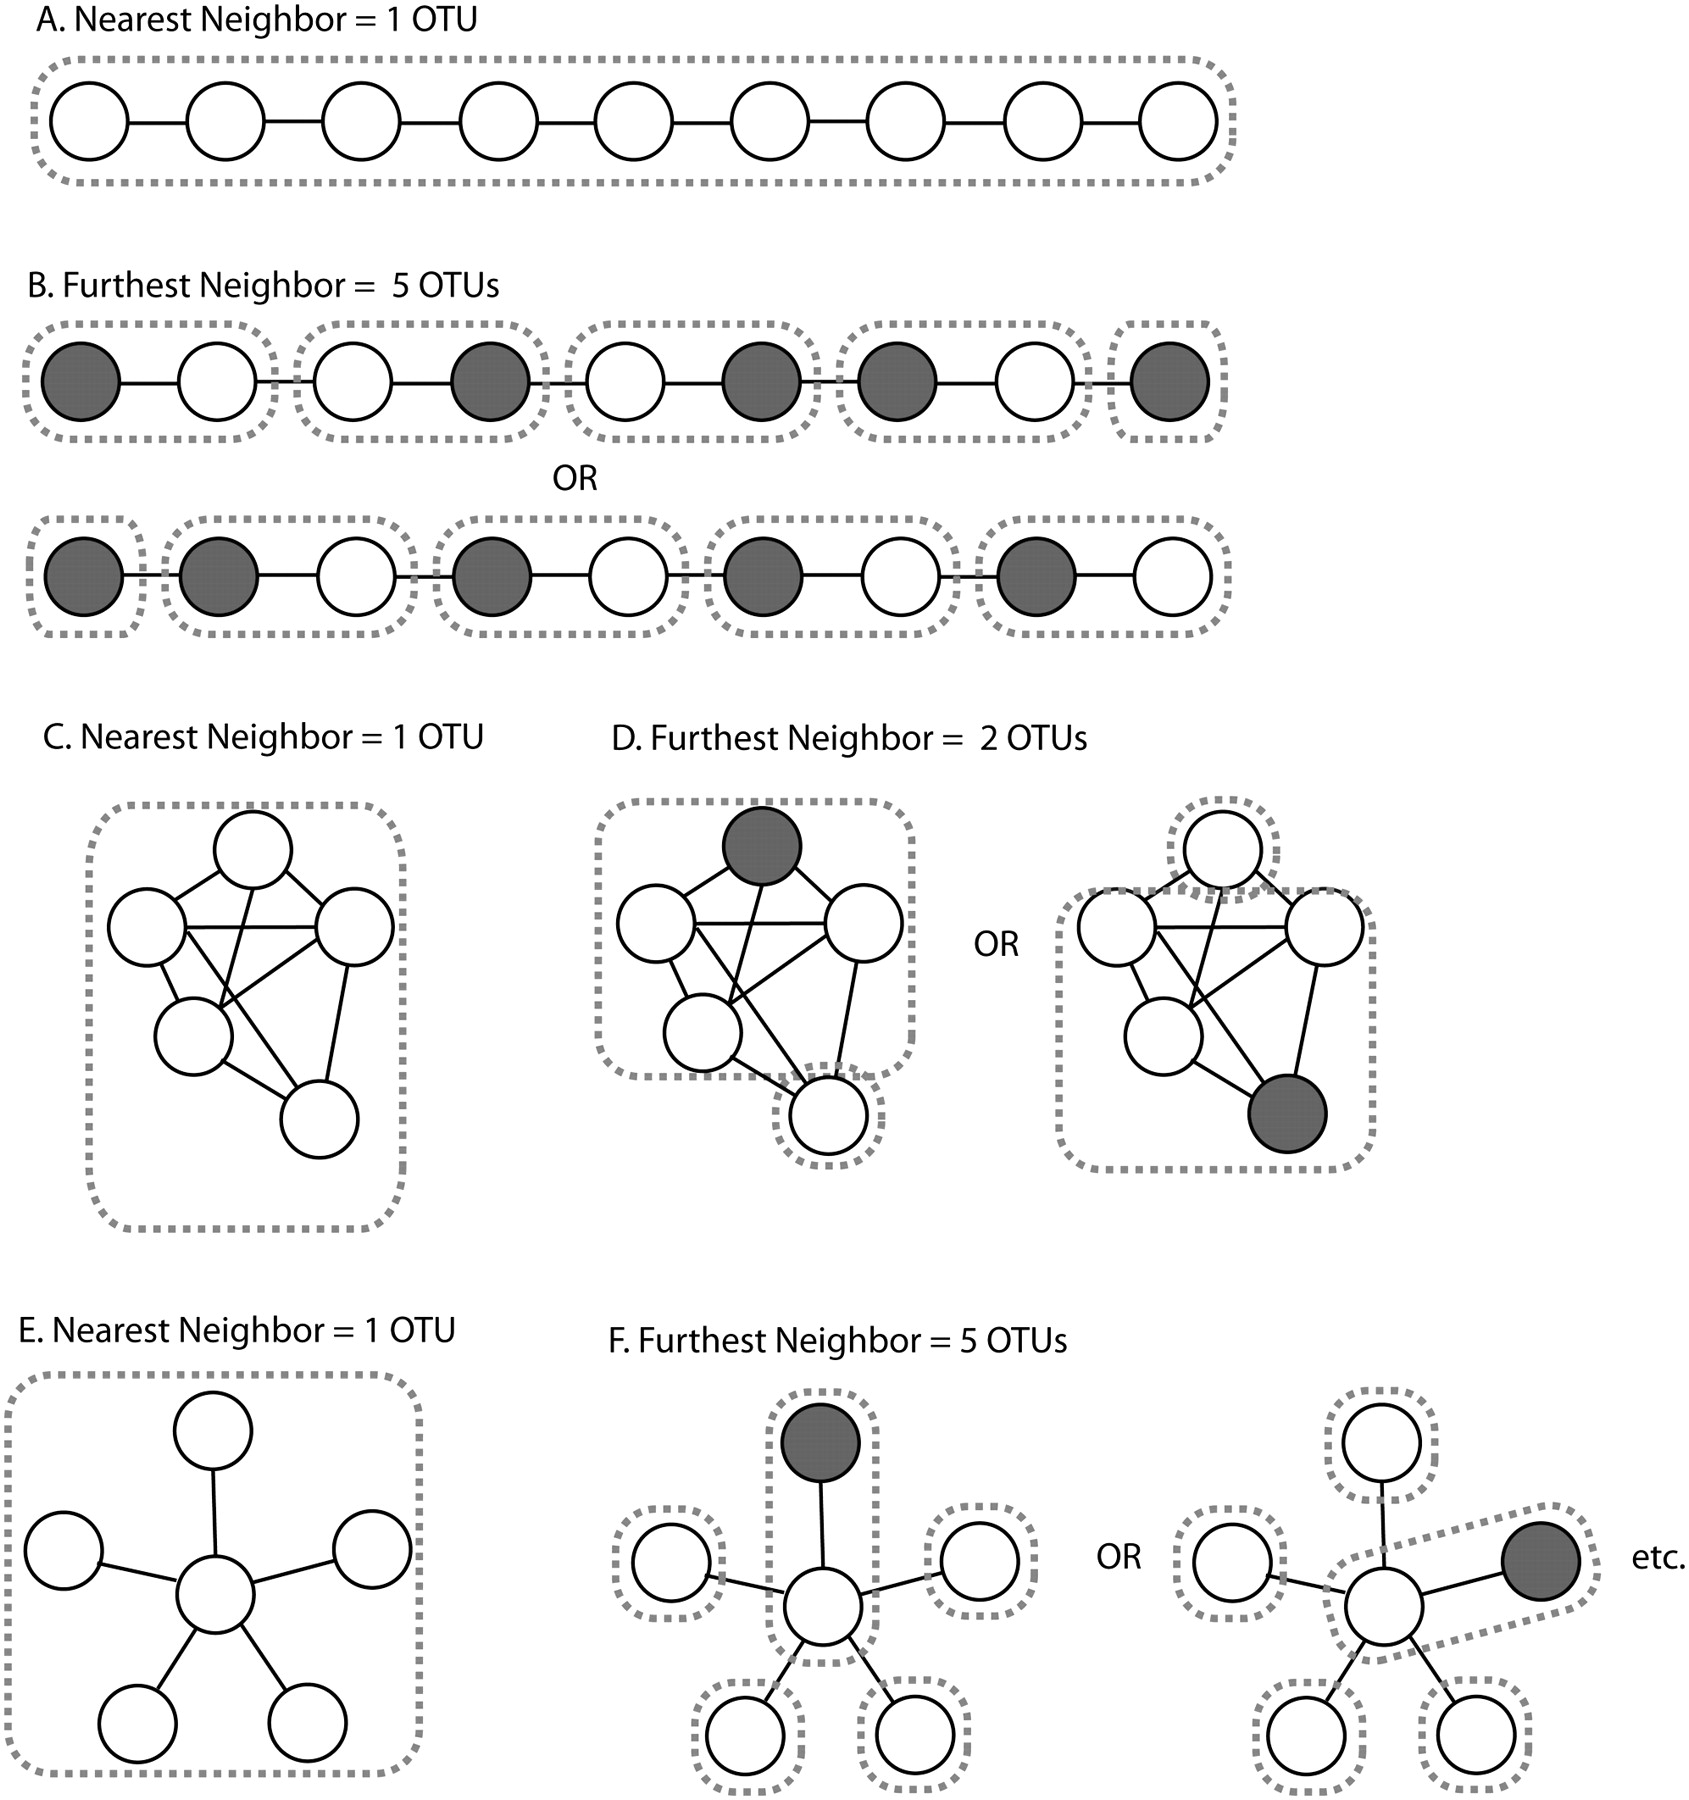 A. Nearest Neighbor = 1 OTU
B. Furthest Neighbor = 5 OTUs
OR
C. Nearest Neighbor = 1 OTU
D. Furthest Neighbor = 2 OTUs
OR
E. Nearest Neighbor = 1 OTU
F. Furthest Neighbor = 5 OTUs
OR
etc.